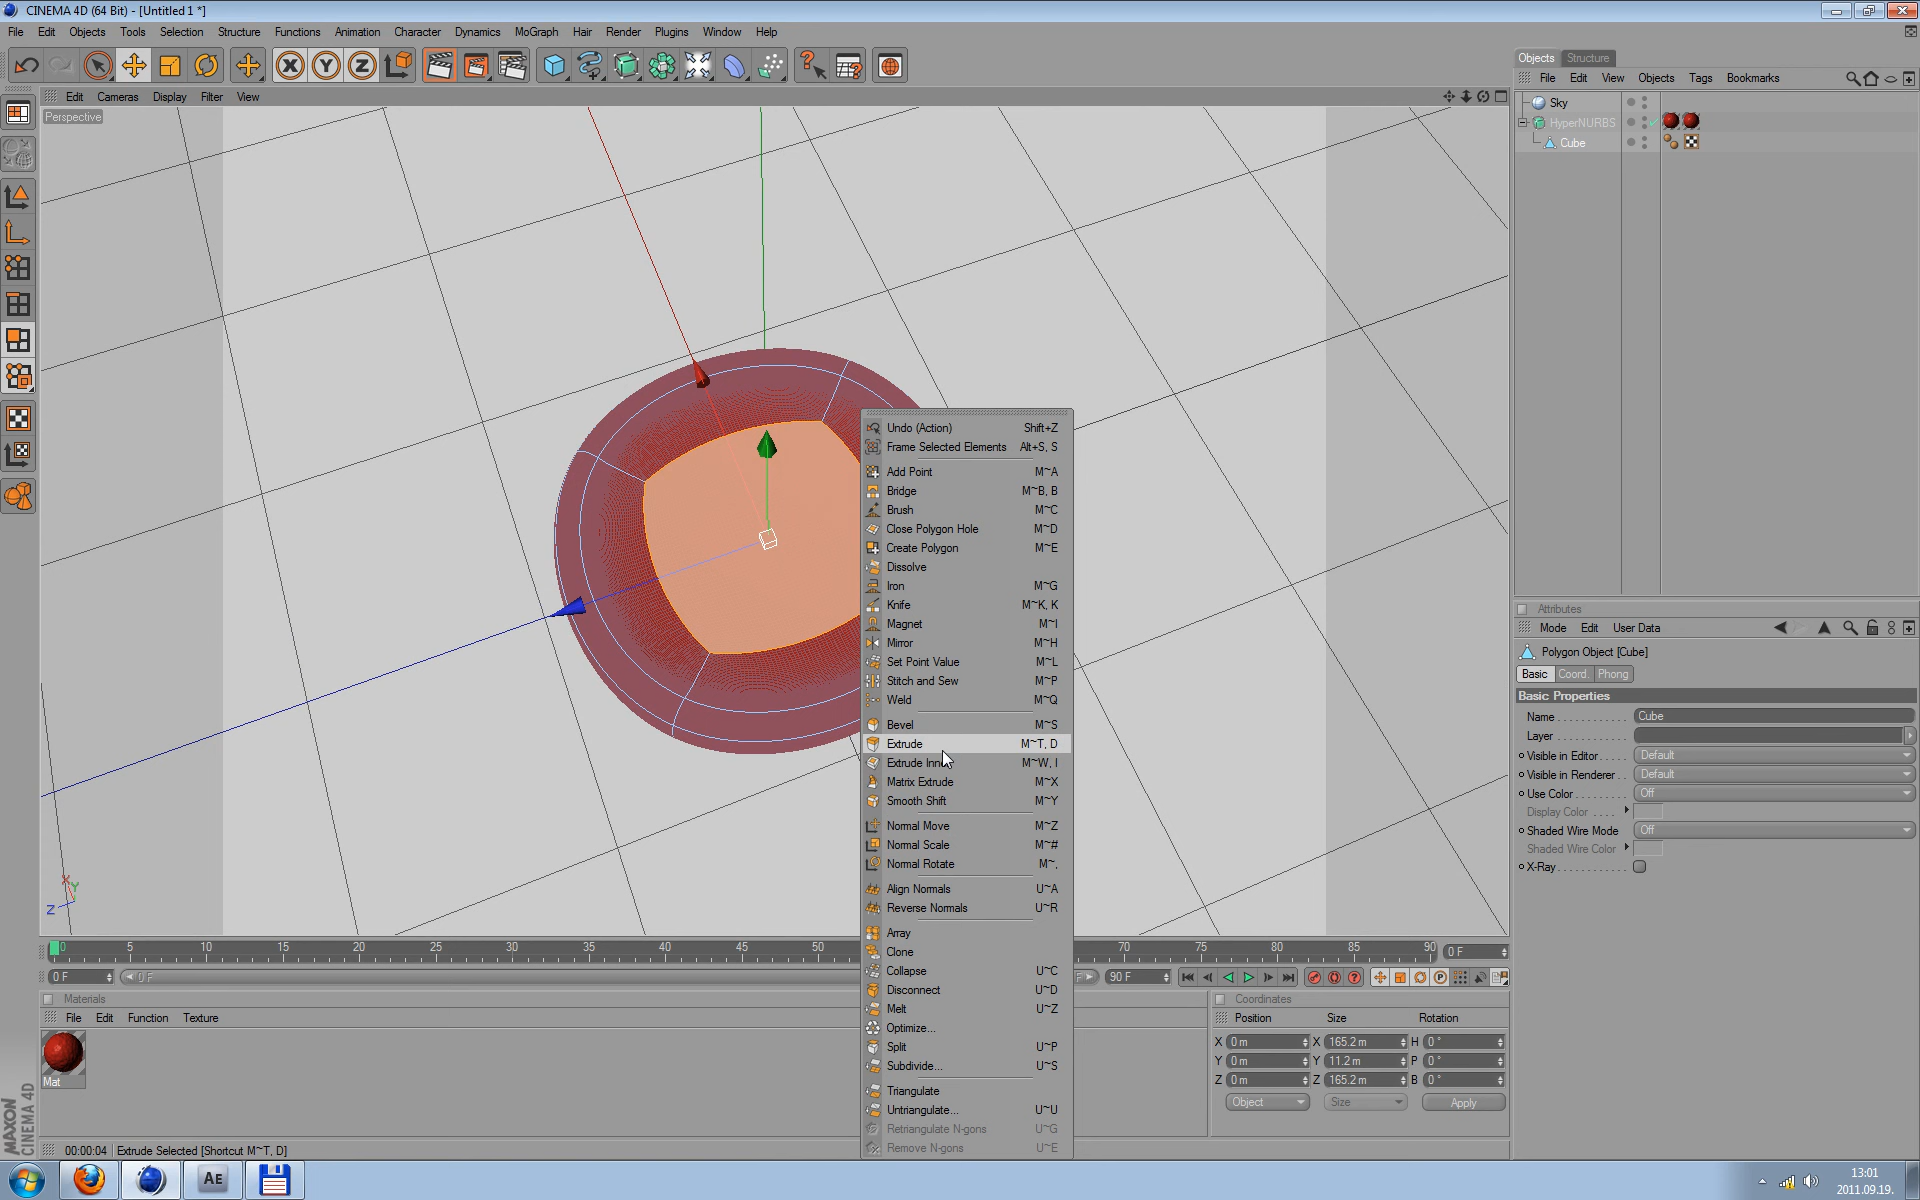 CINEMA 4D (64 Bit) - [Untitled 1 *]
File Edit Objects Tools Selection Structure Functions Animation Character Dynamics MoGraph Hair Render Plugins Window Help
Edit Cameras Display Filter View
Perspective
Undo (Action) Shift+Z
Frame Selected Elements Alt+S, S
Add Point M~A
Bridge M~B, B
Brush M~C
Close Polygon Hole M~D
Create Polygon M~E
Dissolve
Iron M~G
Knife M~K, K
Magnet M~I
Mirror M~H
Set Point Value M~L
Stitch and Sew M~P
Weld M~Q
Bevel M~S
Extrude M~T, D
Extrude Inn M~W, I
Matrix Extrude M~X
Smooth Shift M~Y
Normal Move M~Z
Normal Scale M~#
Normal Rotate M~,
Align Normals U~A
Reverse Normals U~R
Array
Clone
Collapse U~C
Disconnect U~D
Melt U~Z
Optimize...
Split U~P
Subdivide... U~S
Triangulate
Untriangulate... U~U
Retriangulate N-gons U~G
Remove N-gons U~E
X Y Z
0 5 10 15 20 25 30 35 40 45 50 70 75 80 85 90 0 F
0 F 0 F F 90 F
Materials
File Edit Function Texture
Mat
Coordinates
Position Size Rotation
X 0 m X 165.2 m H 0 °
Y 0 m Y 11.2 m P 0 °
Z 0 m Z 165.2 m B 0 °
Object Size Apply
MAXON
CINEMA 4D
00:00:04 Extrude Selected [Shortcut M~T, D]
Objects Structure
File Edit View Objects Tags Bookmarks
Sky
HyperNURBS
Cube
Attributes
Mode Edit User Data
Polygon Object [Cube]
Basic Coord. Phong
Basic Properties
Name Cube
Layer
Visible in Editor Default
Visible in Renderer Default
Use Color Off
Display Color
Shaded Wire Mode Off
Shaded Wire Color
X-Ray
Ae
13:01
2011.09.19.